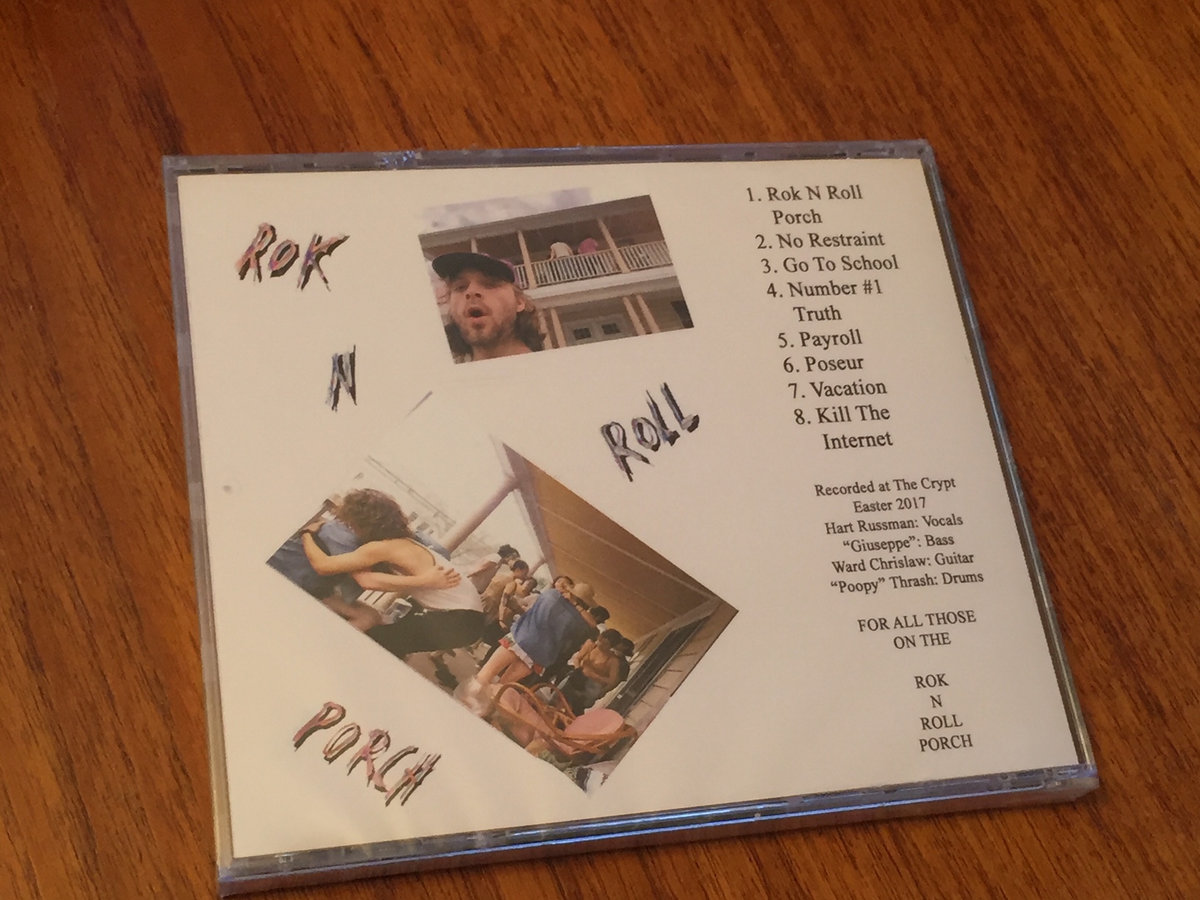 ROK
N
ROLL
PORCH
1. Rok N Roll
Porch
2. No Restraint
3. Go To School
4. Number #1
Truth
5. Payroll
6. Poseur
7. Vacation
8. Kill The
Internet
Recorded at The Crypt
Easter 2017
Hart Russman: Vocals
“Giuseppe”: Bass
Ward Chrislaw: Guitar
“Poopy” Thrash: Drums
FOR ALL THOSE
ON THE
ROK
N
ROLL
PORCH